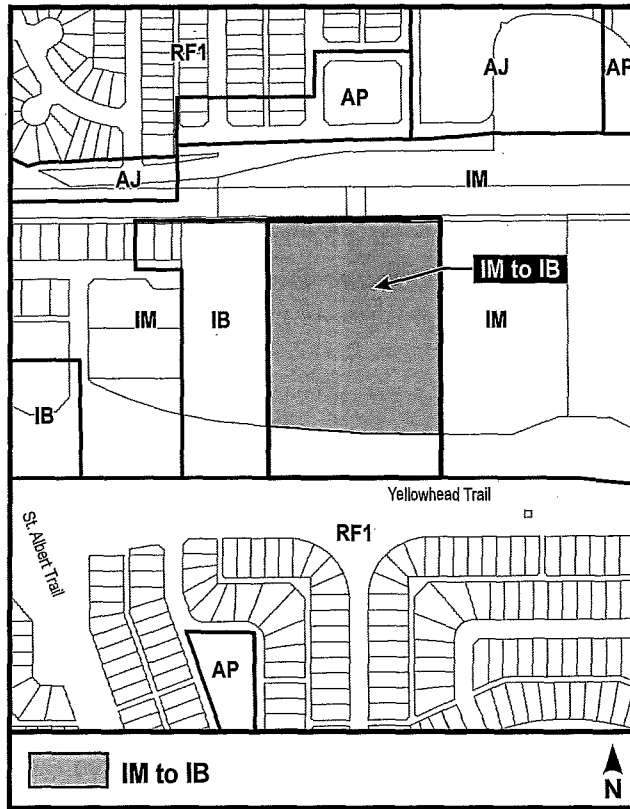 RF1
AP
AJ
AP
AJ
IM
IM to IB
IM
IB
IM
IB
Yellowhead Trail
RF1
St. Albert Trail
AP
IM to IB
N